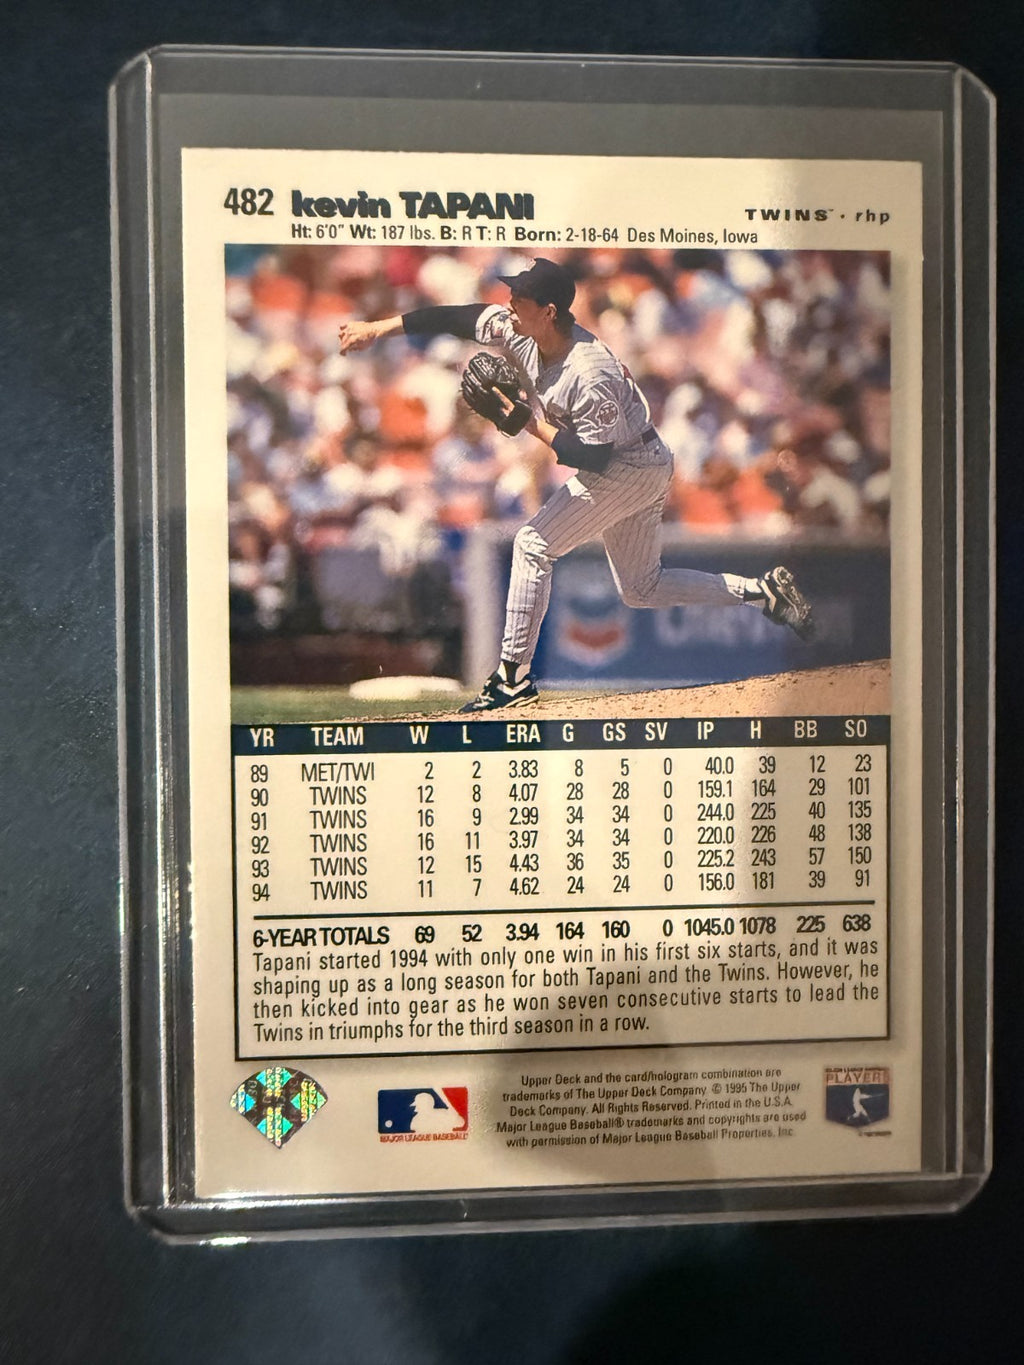 482 kevin TAPANI TWINS™ · rhp
Ht: 6'0" Wt: 187 lbs. B: R T: R Born: 2-18-64 Des Moines, Iowa
Chevron
YR TEAM W L ERA G GS SV IP H BB SO
89 MET/TWI 2 2 3.83 8 5 0 40.0 39 12 23
90 TWINS 12 8 4.07 28 28 0 159.1 164 29 101
91 TWINS 16 9 2.99 34 34 0 244.0 225 40 135
92 TWINS 16 11 3.97 34 34 0 220.0 226 48 138
93 TWINS 12 15 4.43 36 35 0 225.2 243 57 150
94 TWINS 11 7 4.62 24 24 0 156.0 181 39 91
6-YEAR TOTALS 69 52 3.94 164 160 0 1045.0 1078 225 638
Tapani started 1994 with only one win in his first six starts, and it was
shaping up as a long season for both Tapani and the Twins. However, he
then kicked into gear as he won seven consecutive starts to lead the
Twins in triumphs for the third season in a row.
Upper Deck and the card/hologram combination are
trademarks of The Upper Deck Company. © 1995 The Upper
Deck Company. All Rights Reserved. Printed in the U.S.A.
Major League Baseball® trademarks and copyrights are used
with permission of Major League Baseball Properties, Inc.
MAJOR LEAGUE BASEBALL
MAJOR LEAGUE BASEBALL
PLAYERS